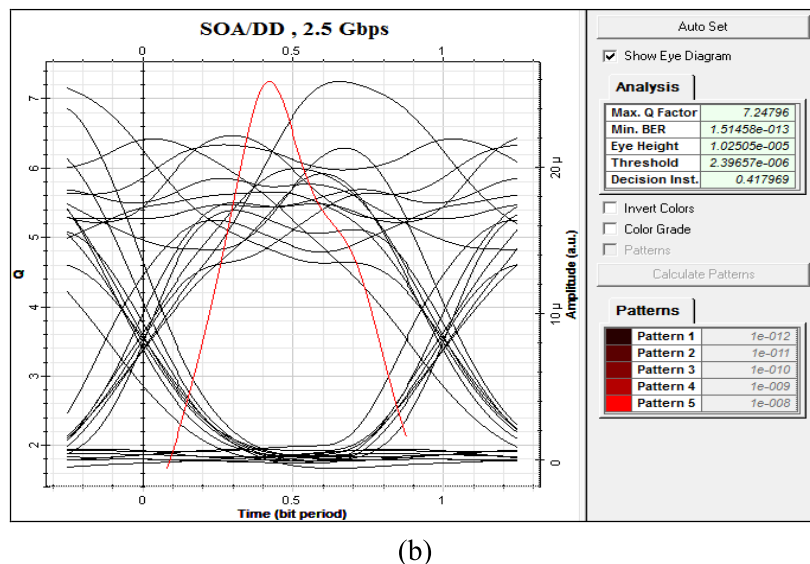 SOA/DD , 2.5 Gbps
0 0.5 1
7
6
5
4
3
2
Q
20 µ
10 µ
0
Amplitude (a.u.)
0 0.5 1
Time (bit period)
Auto Set
Show Eye Diagram
Analysis
Max. Q Factor 7.24796
Min. BER 1.51458e-013
Eye Height 1.02505e-005
Threshold 2.39657e-006
Decision Inst. 0.417969
Invert Colors
Color Grade
Patterns
Calculate Patterns
Patterns
Pattern 1 1e-012
Pattern 2 1e-011
Pattern 3 1e-010
Pattern 4 1e-009
Pattern 5 1e-008
(b)